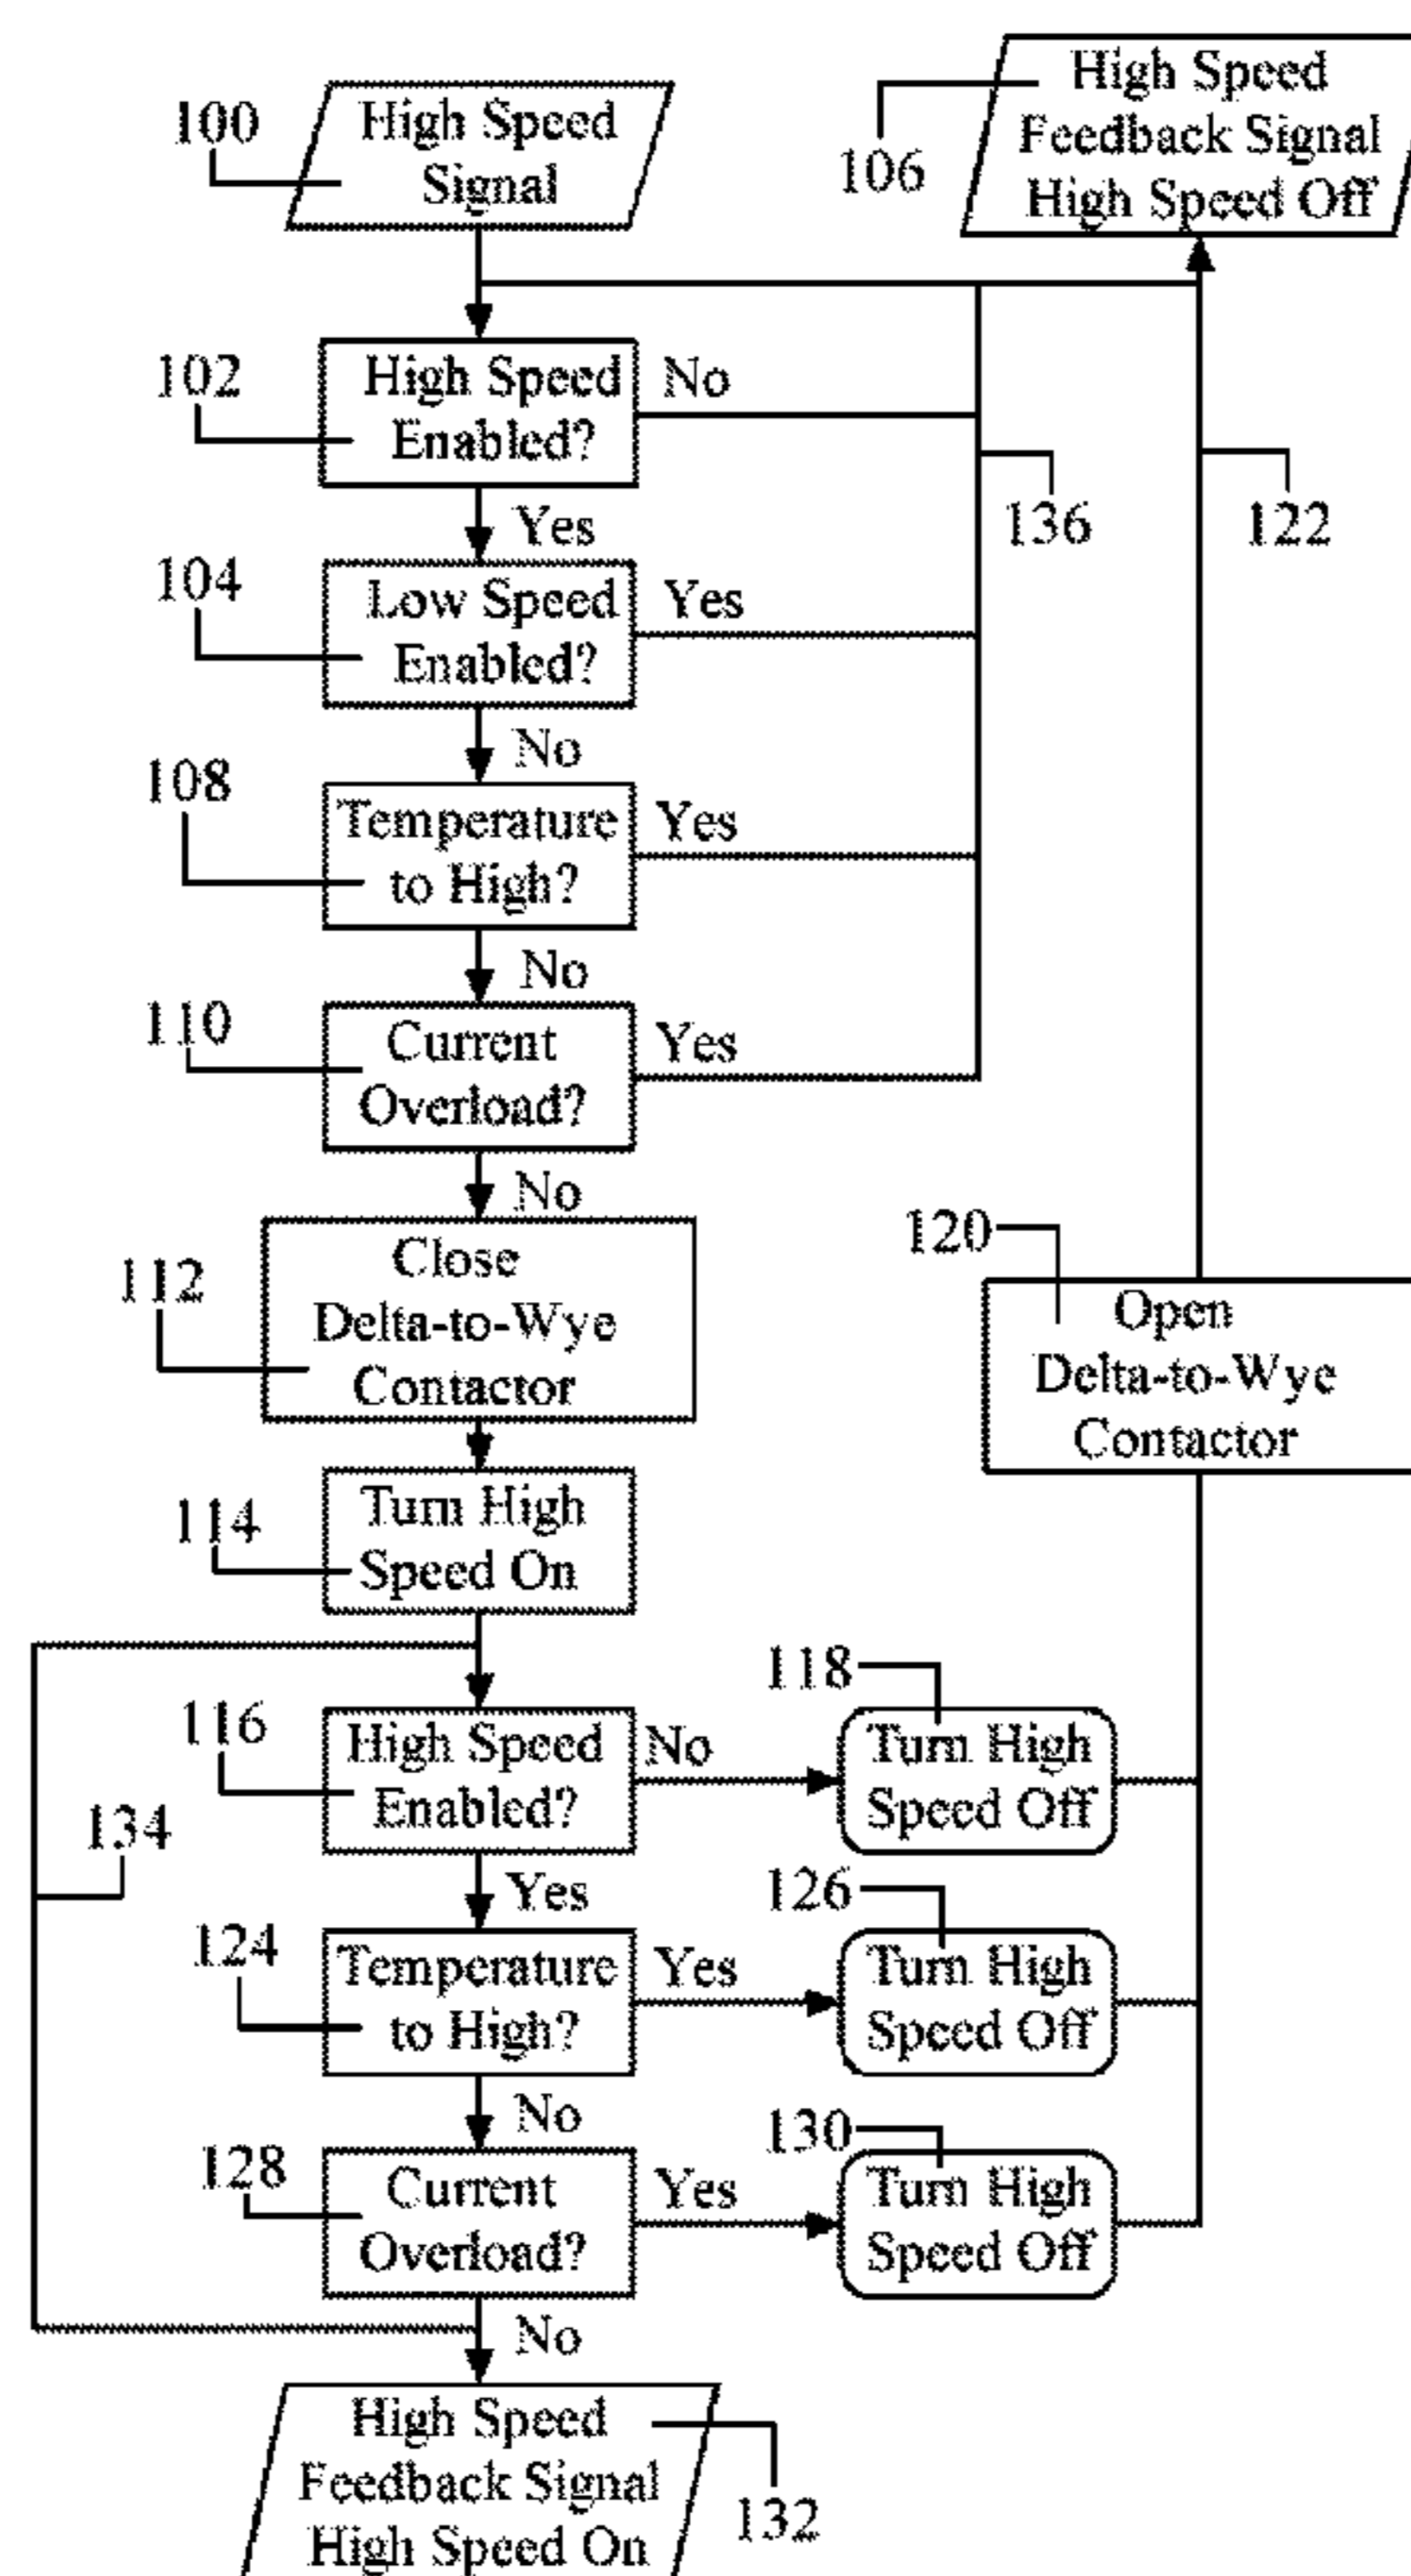 100
High Speed
Signal
High Speed
Feedback Signal
High Speed Off
106
102
High Speed
Enabled?
No
136
122
Yes
104
Low Speed
Enabled?
Yes
No
108
Temperature
to High?
Yes
No
110
Current
Overload?
Yes
No
112
Close
Delta-to-Wye
Contactor
120
Open
Delta-to-Wye
Contactor
114
Turn High
Speed On
116
High Speed
Enabled?
No
118
Turn High
Speed Off
134
Yes
124
Temperature
to High?
Yes
126
Turn High
Speed Off
No
128
Current
Overload?
Yes
130
Turn High
Speed Off
No
High Speed
Feedback Signal
High Speed On
132